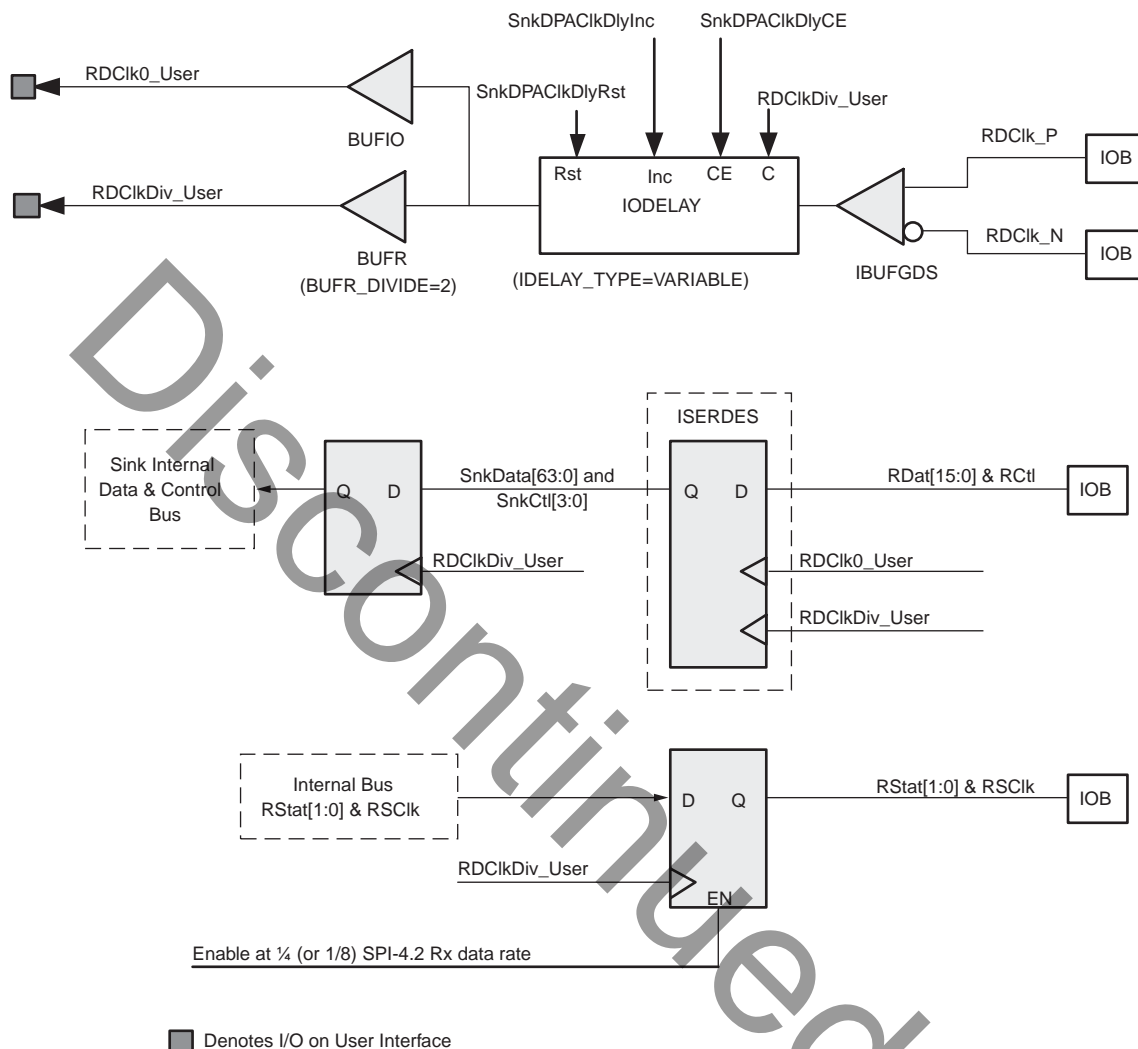 SnkDPAClkDlyInc
SnkDPAClkDlyCE
RDClk0_User
SnkDPAClkDlyRst
RDClkDiv_User
BUFIO
RDClk_P
IOB
Rst
Inc
CE
C
RDClkDiv_User
IODELAY
RDClk_N
IOB
BUFR
(BUFR_DIVIDE=2)
(IDELAY_TYPE=VARIABLE)
IBUFGDS
ISERDES
Sink Internal
Data & Control
Bus
Q
D
SnkData[63:0] and
SnkCtl[3:0]
Q
D
RDat[15:0] & RCtl
IOB
RDClkDiv_User
RDClk0_User
RDClkDiv_User
Internal Bus
RStat[1:0] & RSClk
D
Q
RStat[1:0] & RSClk
IOB
RDClkDiv_User
EN
Enable at ¼ (or 1/8) SPI-4.2 Rx data rate
Denotes I/O on User Interface
Discontinued